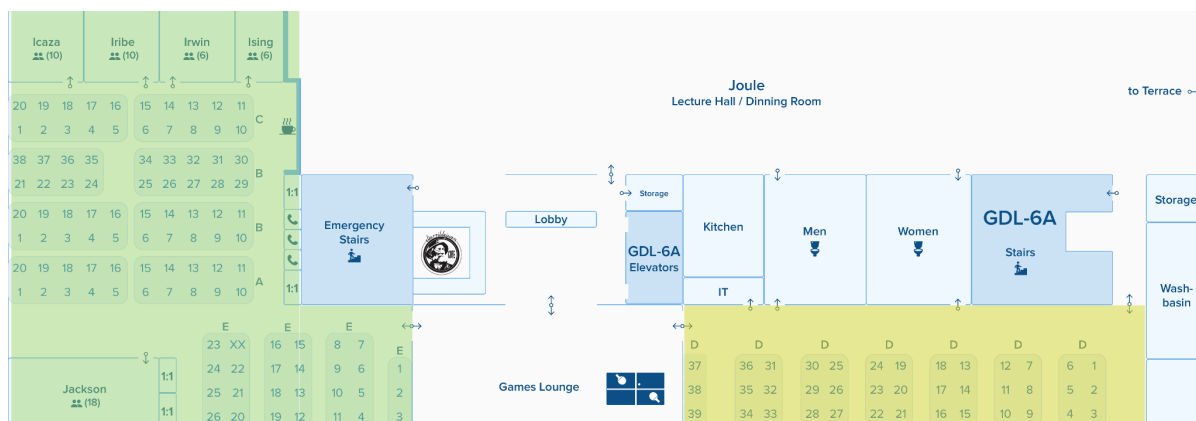 Icaza
(10)
Iribe
(10)
Irwin
(6)
Ising
(6)
Joule
Lecture Hall / Dinning Room
to Terrace
20 19 18 17 16 15 14 13 12 11
C
1 2 3 4 5 6 7 8 9 10
38 37 36 35 34 33 32 31 30
B
21 22 23 24 25 26 27 28 29
20 19 18 17 16 15 14 13 12 11
B
1 2 3 4 5 6 7 8 9 10
20 19 18 17 16 15 14 13 12 11
A
1 2 3 4 5 6 7 8 9 10
1:1
1:1
Emergency
Stairs
Lobby
Storage
GDL-6A
Elevators
Kitchen
IT
Men
Women
GDL-6A
Stairs
Storage
Wash-
basin
Jackson
(18)
1:1
1:1
E E E E
23 XX 16 15 8 7 1
24 22 17 14 9 6 2
25 21 18 13 10 5 3
26 20 19 12 11 4
Games Lounge
D D D D D D D
37 36 31 30 25 24 19 18 13 12 7 6 1
38 35 32 29 26 23 20 17 14 11 8 5 2
39 34 33 28 27 22 21 16 15 10 9 4 3